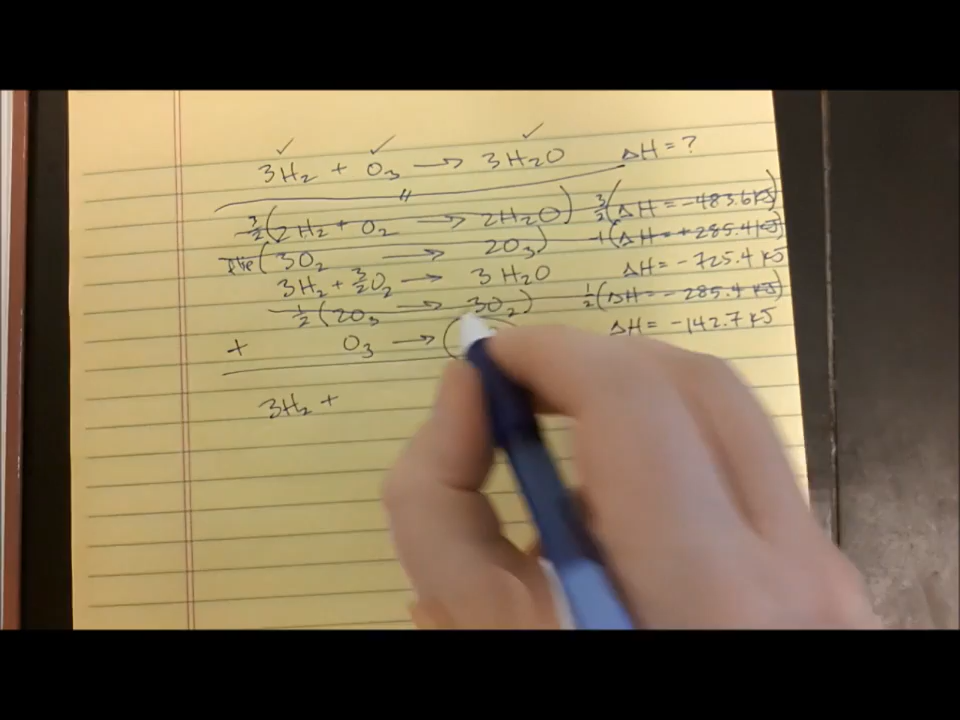 3H₂ + O₃ → 3H₂O ΔH = ?
3/2(2H₂ + O₂ → 2H₂O) 3/2(ΔH = -483.6 kJ)
(3O₂ → 2O₃) -1(ΔH = +285.4 kJ)
3H₂ + 3/2O₂ → 3H₂O ΔH = -725.4 kJ
1/2(2O₃ → 3O₂) 1/2(ΔH = -285.4 kJ)
+ O₃ → ΔH = -142.7 kJ
3H₂ +